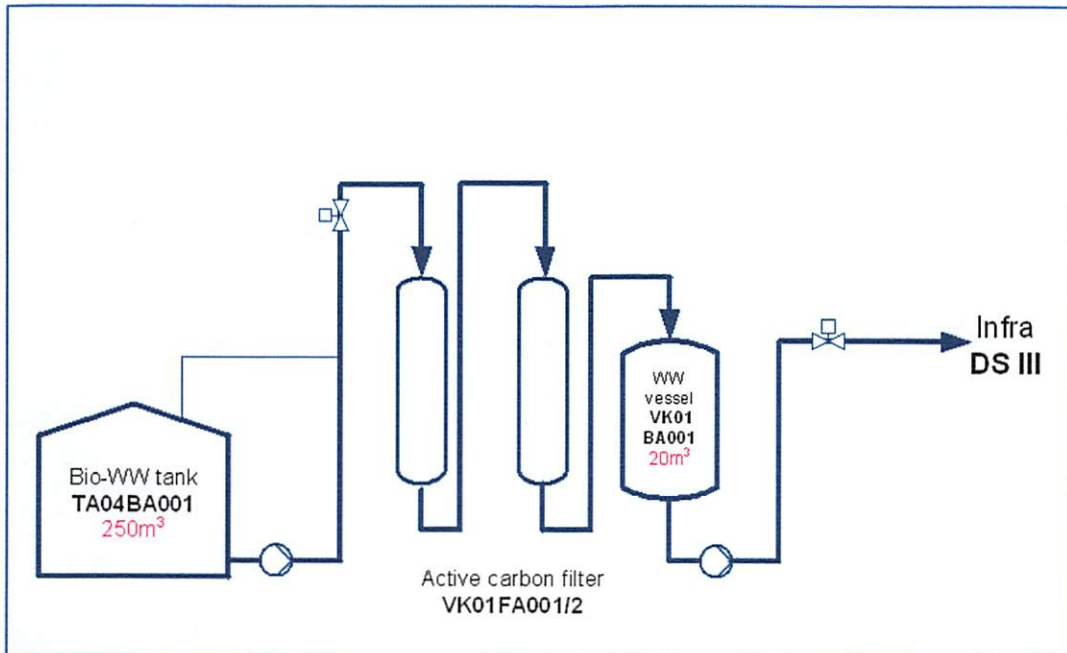 Bio-WW tank
TA04BA001
250m³
Active carbon filter
VK01FA001/2
WW
vessel
VK01
BA001
20m³
Infra
DS III